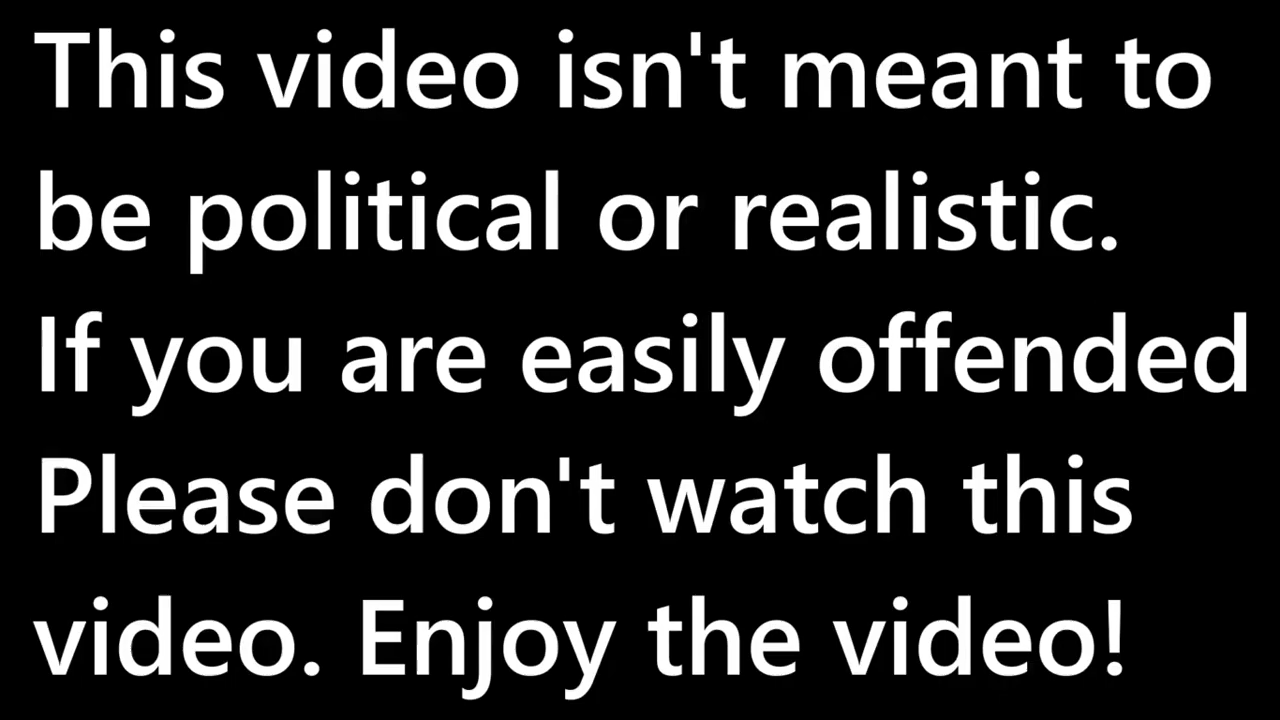 This video isn't meant to
be political or realistic.
If you are easily offended
Please don't watch this
video. Enjoy the video!